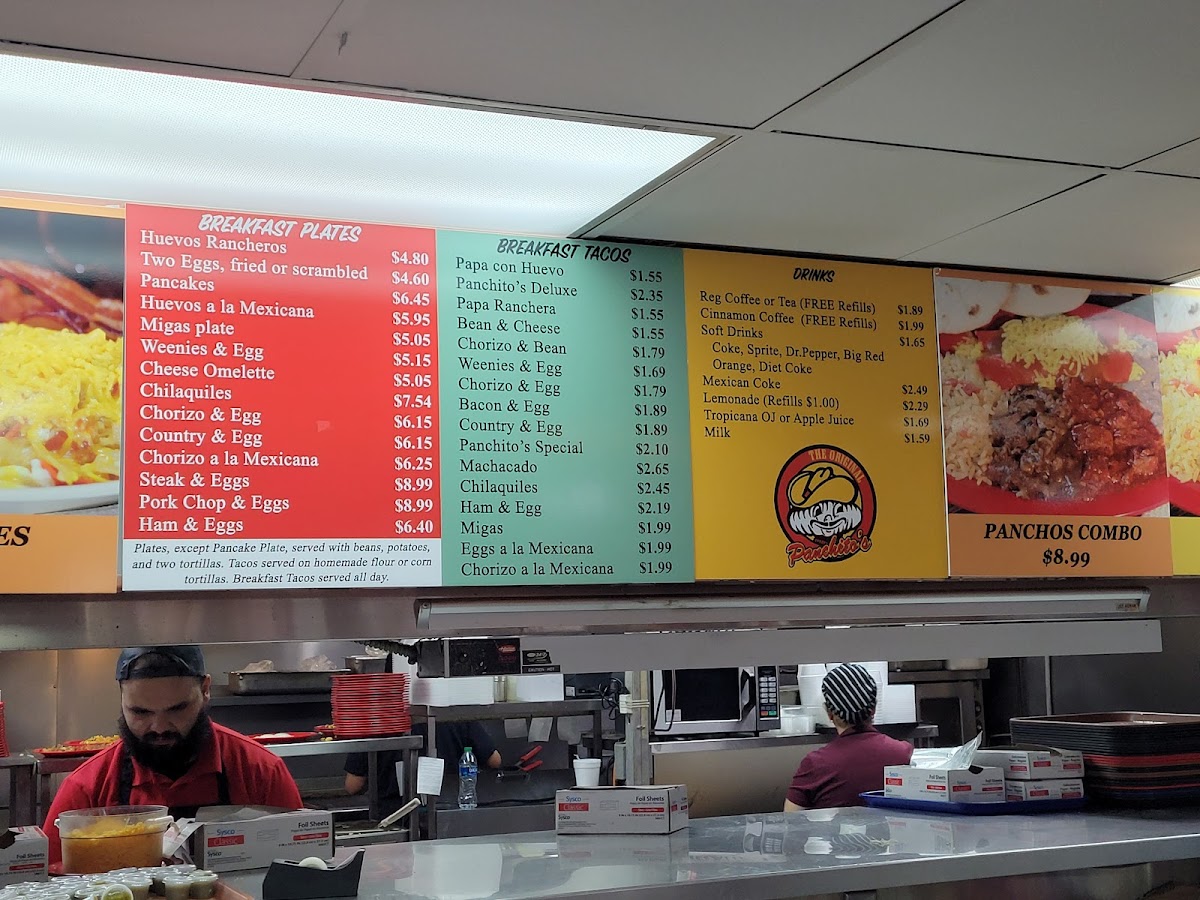 ES
BREAKFAST PLATES
Huevos Rancheros $4.80
Two Eggs, fried or scrambled $4.60
Pancakes $6.45
Huevos a la Mexicana $5.95
Migas plate $5.05
Weenies & Egg $5.15
Cheese Omelette $5.05
Chilaquiles $7.54
Chorizo & Egg $6.15
Country & Egg $6.15
Chorizo a la Mexicana $6.25
Steak & Eggs $8.99
Pork Chop & Eggs $8.99
Ham & Eggs $6.40
Plates, except Pancake Plate, served with beans, potatoes,
and two tortillas. Tacos served on homemade flour or corn
tortillas. Breakfast Tacos served all day.
BREAKFAST TACOS
Papa con Huevo $1.55
Panchito's Deluxe $2.35
Papa Ranchera $1.55
Bean & Cheese $1.55
Chorizo & Bean $1.79
Weenies & Egg $1.69
Chorizo & Egg $1.79
Bacon & Egg $1.89
Country & Egg $1.89
Panchito's Special $2.10
Machacado $2.65
Chilaquiles $2.45
Ham & Egg $2.19
Migas $1.99
Eggs a la Mexicana $1.99
Chorizo a la Mexicana $1.99
DRINKS
Reg Coffee or Tea (FREE Refills) $1.89
Cinnamon Coffee (FREE Refills) $1.99
Soft Drinks $1.65
Coke, Sprite, Dr.Pepper, Big Red
Orange, Diet Coke
Mexican Coke $2.49
Lemonade (Refills $1.00) $2.29
Tropicana OJ or Apple Juice $1.69
Milk $1.59
THE ORIGINAL
Panchito's
PANCHOS COMBO
$8.99
Sysco
Classic
Foil Sheets
Sysco
Classic
Foil Sheets
Sysco
Classic
Foil Sheets
Foil Sheets